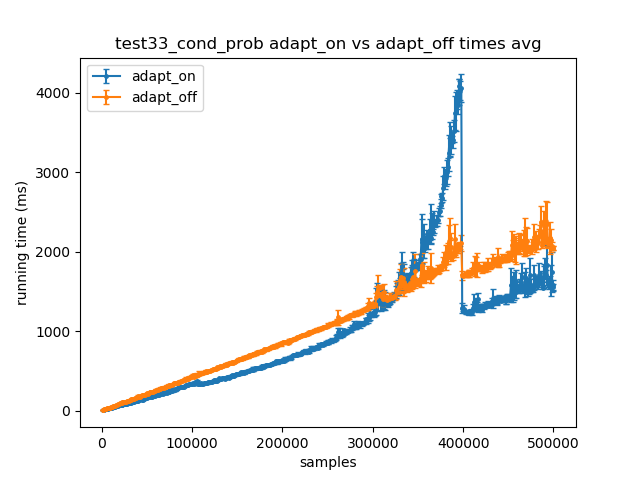 test33_cond_prob adapt_on vs adapt_off times avg
adapt_on
adapt_off
running time (ms)
4000
3000
2000
1000
0
0 100000 200000 300000 400000 500000
samples